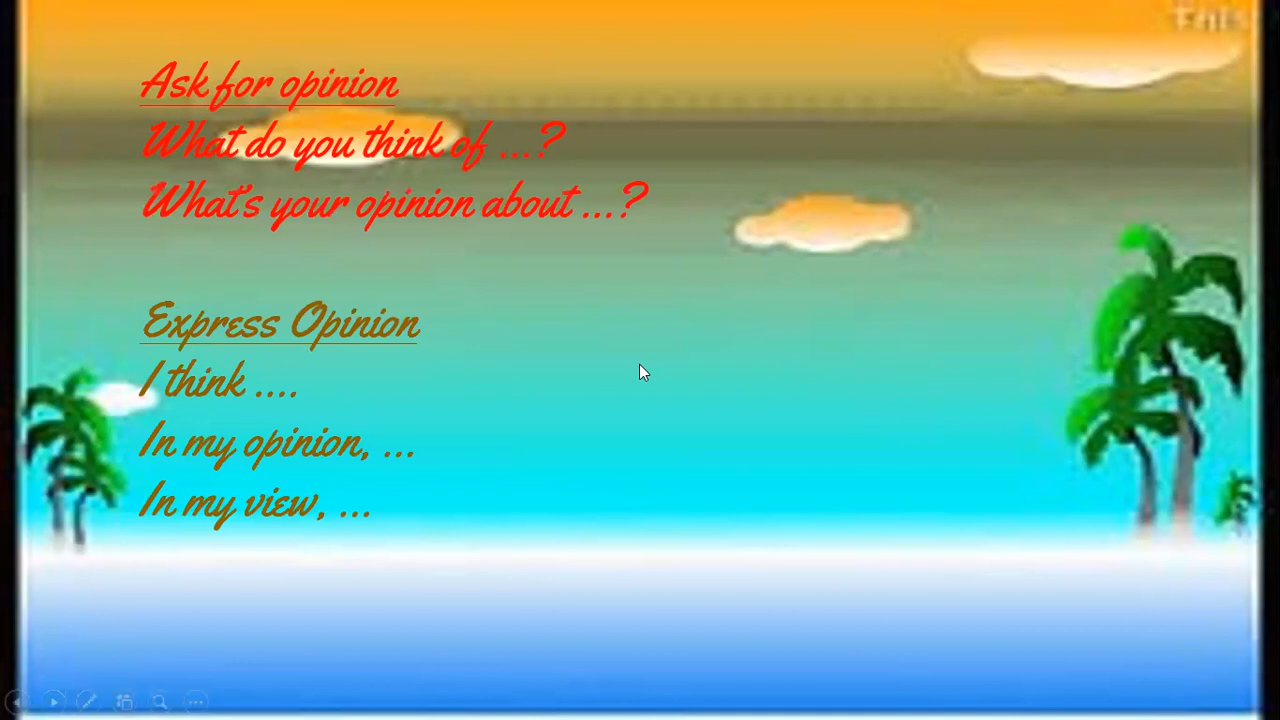 Ask for opinion
What do you think of ...?
What's your opinion about ...?
Express Opinion
I think ....
In my opinion, ...
In my view, ...